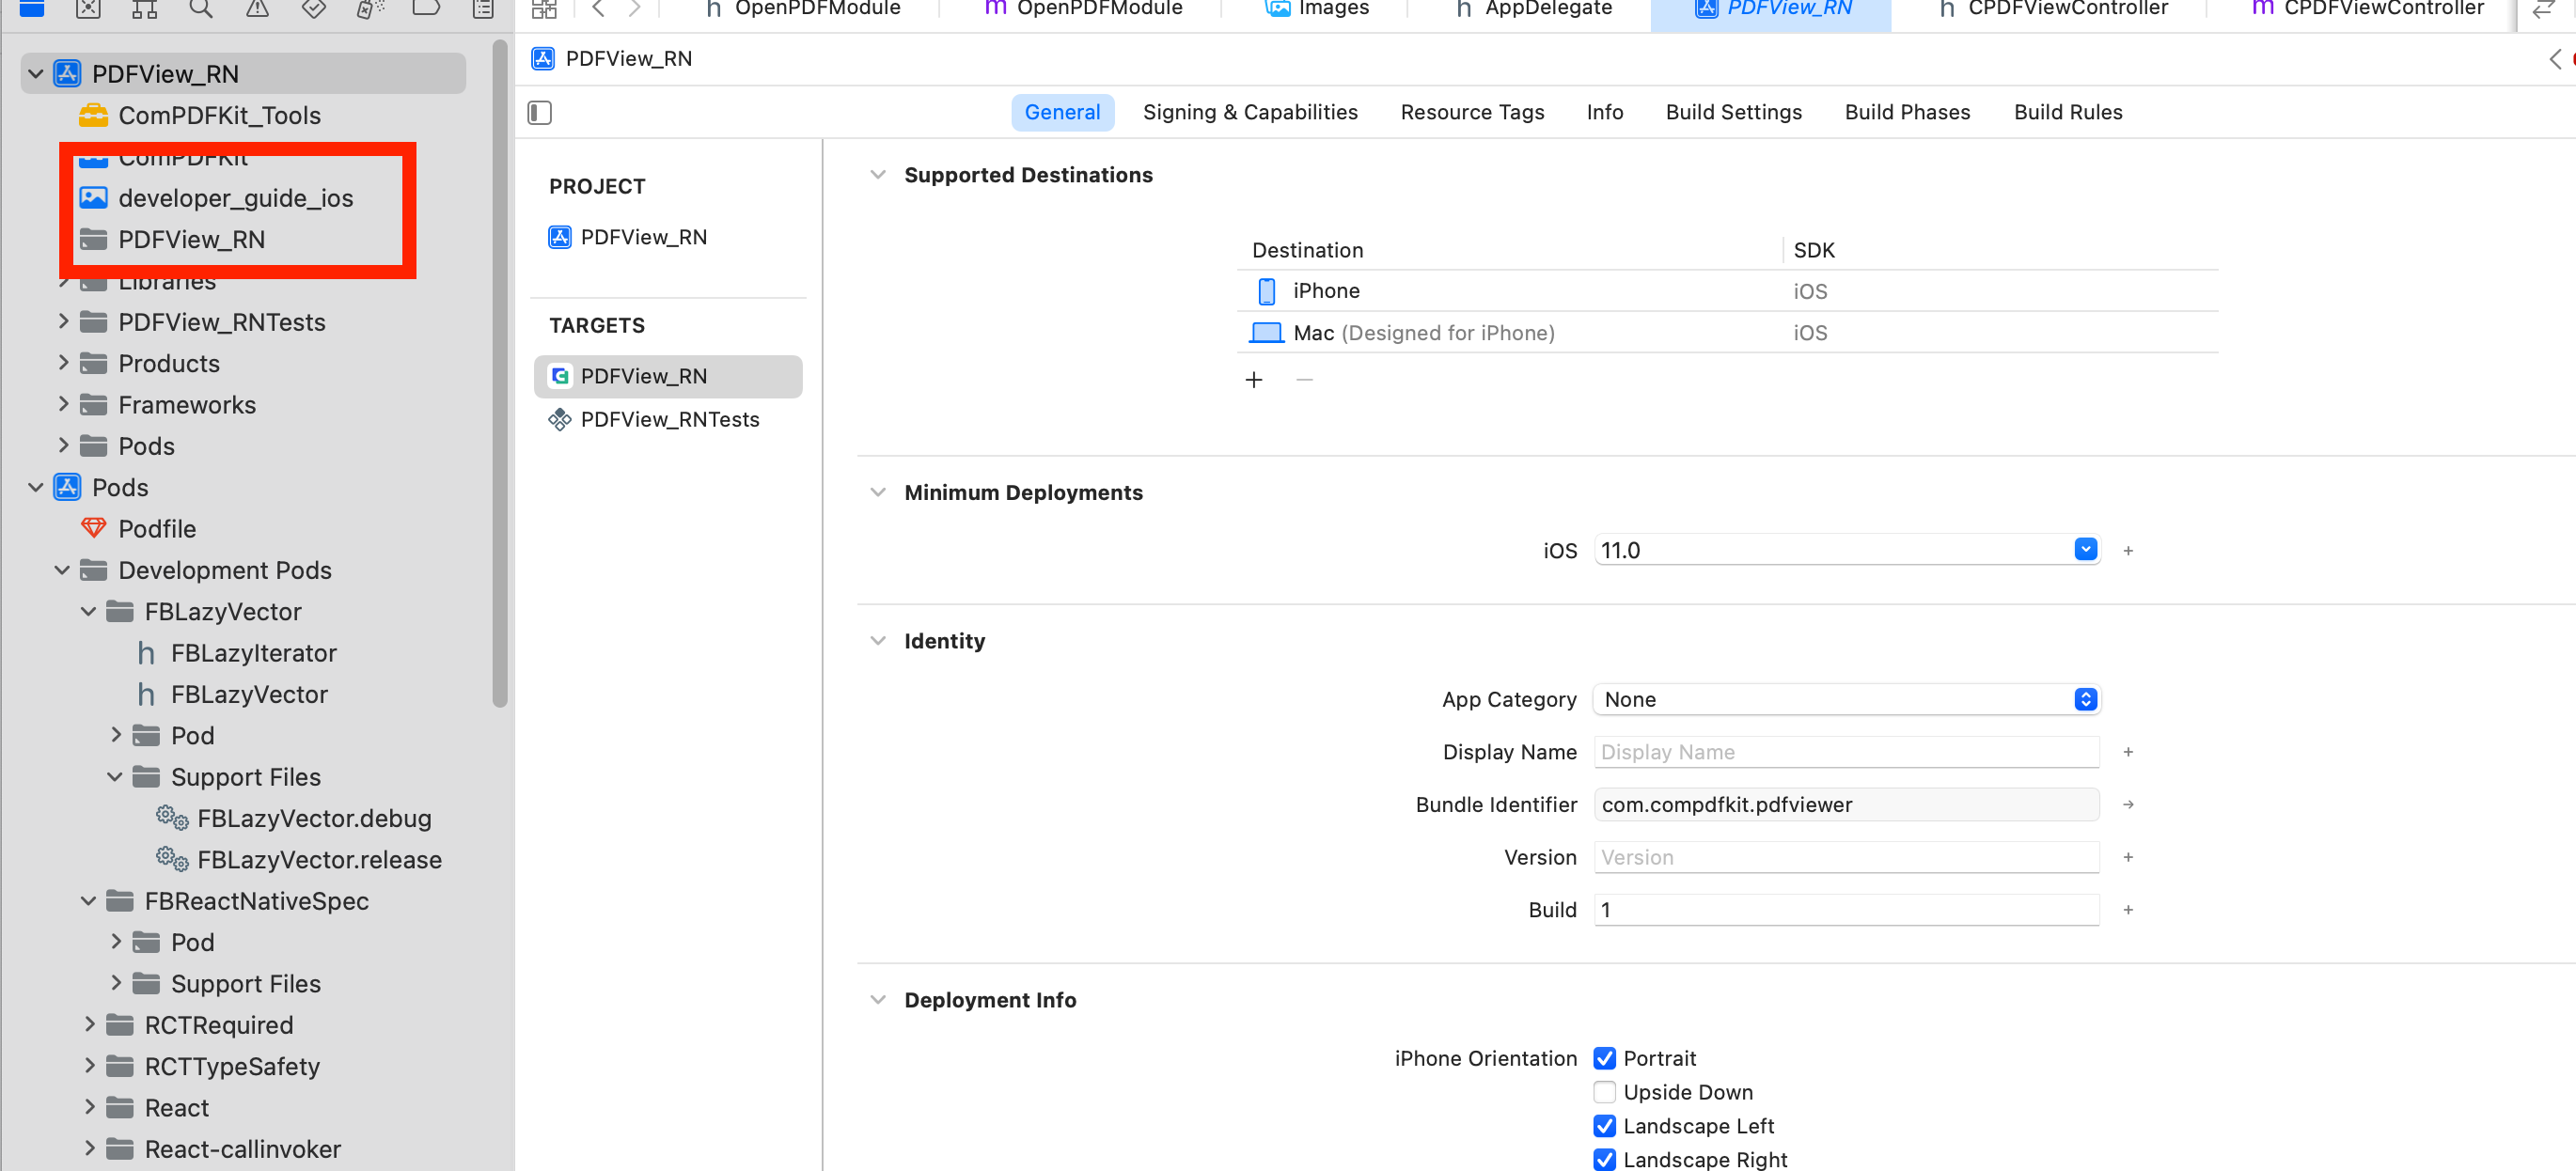 OpenPDFModule
OpenPDFModule
Images
AppDelegate
PDFView_RN
CPDFViewController
CPDFViewController
PDFView_RN
PDFView_RN
ComPDFKit_Tools
ComPDFKit
developer_guide_ios
PDFView_RN
Libraries
PDFView_RNTests
Products
Frameworks
Pods
Pods
Podfile
Development Pods
FBLazyVector
h FBLazyIterator
h FBLazyVector
Pod
Support Files
FBLazyVector.debug
FBLazyVector.release
FBReactNativeSpec
Pod
Support Files
RCTRequired
RCTTypeSafety
React
React-callinvoker
General Signing & Capabilities Resource Tags Info Build Settings Build Phases Build Rules
PROJECT
PDFView_RN
TARGETS
PDFView_RN
PDFView_RNTests
Supported Destinations
Destination SDK
iPhone iOS
Mac (Designed for iPhone) iOS
Minimum Deployments
iOS 11.0
Identity
App Category None
Display Name Display Name
Bundle Identifier com.compdfkit.pdfviewer
Version Version
Build 1
Deployment Info
iPhone Orientation Portrait
Upside Down
Landscape Left
Landscape Right